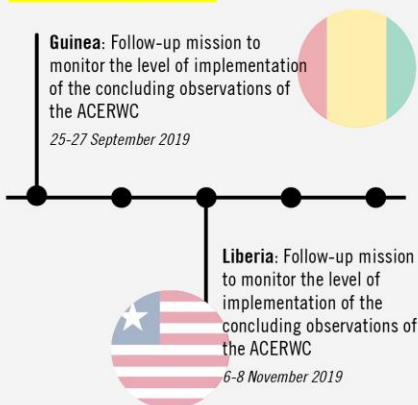 Guinea: Follow-up mission to
monitor the level of implementation
of the concluding observations of
the ACERWC
25-27 September 2019
Liberia: Follow-up mission
to monitor the level of
implementation of the
concluding observations of
the ACERWC
6-8 November 2019